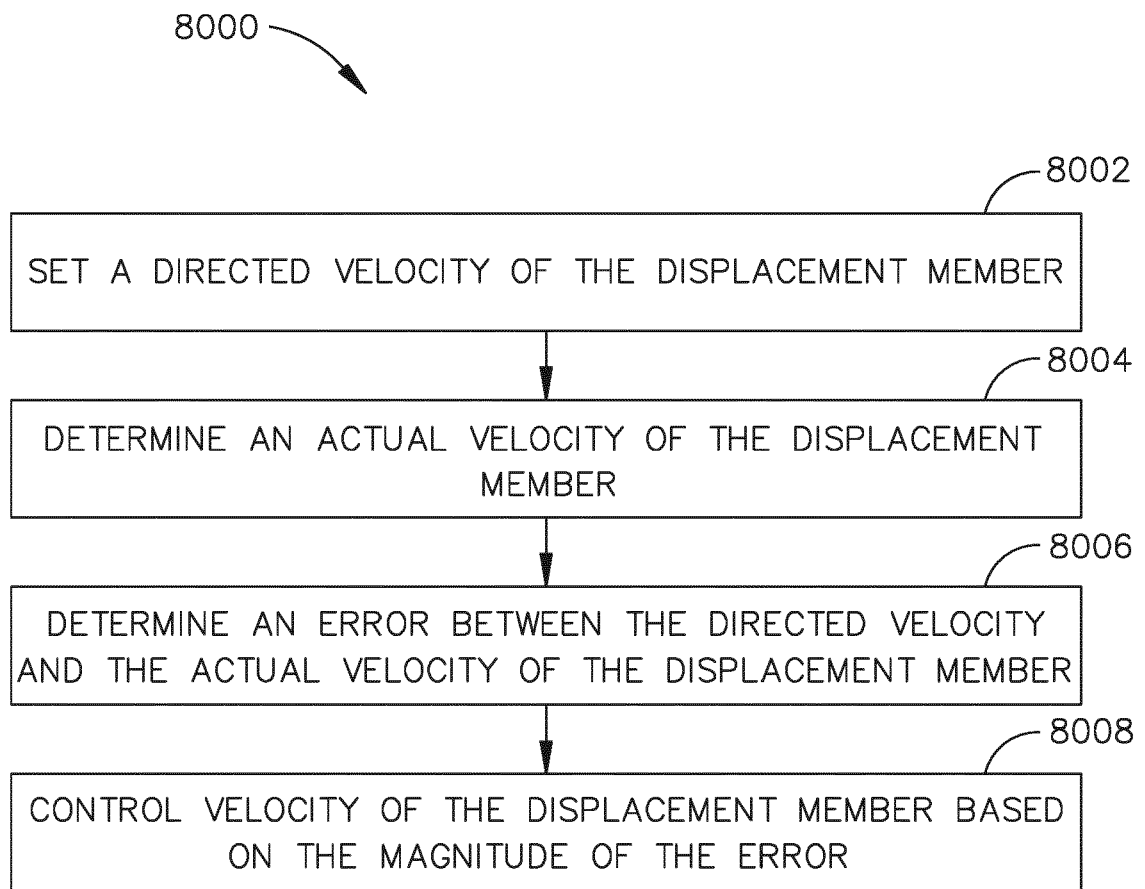 8000
8002
SET A DIRECTED VELOCITY OF THE DISPLACEMENT MEMBER
8004
DETERMINE AN ACTUAL VELOCITY OF THE DISPLACEMENT
MEMBER
8006
DETERMINE AN ERROR BETWEEN THE DIRECTED VELOCITY
AND THE ACTUAL VELOCITY OF THE DISPLACEMENT MEMBER
8008
CONTROL VELOCITY OF THE DISPLACEMENT MEMBER BASED
ON THE MAGNITUDE OF THE ERROR